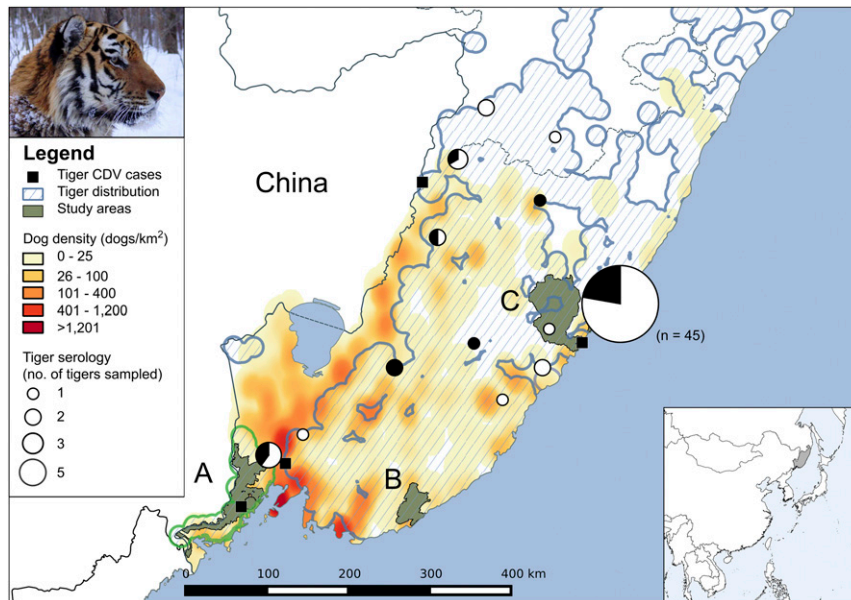 Legend
Tiger CDV cases
Tiger distribution
Study areas
Dog density (dogs/km²)
0 - 25
26 - 100
101 - 400
401 - 1,200
>1,201
Tiger serology
(no. of tigers sampled)
1
2
3
5
China
A
B
C
(n = 45)
0 100 200 300 400 km